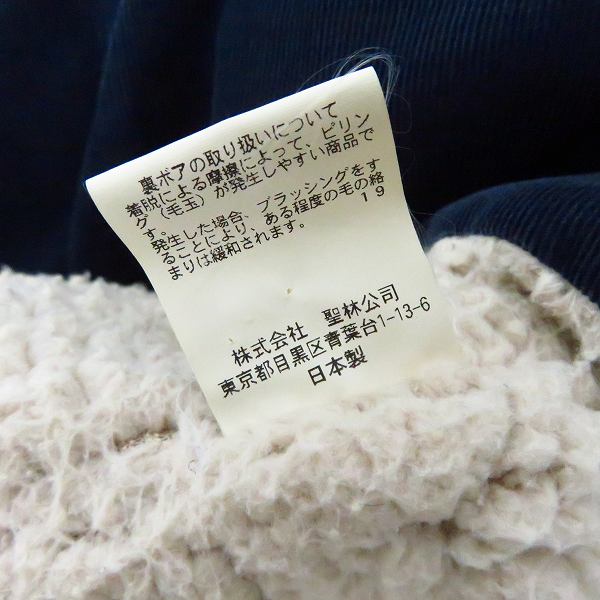 裏ボアの取り扱いについて
着脱による摩擦によって、ピリン
グ（毛玉）が発生しやすい商品で
す。
発生した場合、ブラッシングをす
ることにより、ある程度の毛の絡
まりは緩和されます。 19
株式会社 聖林公司
東京都目黒区青葉台1-13-6
日本製